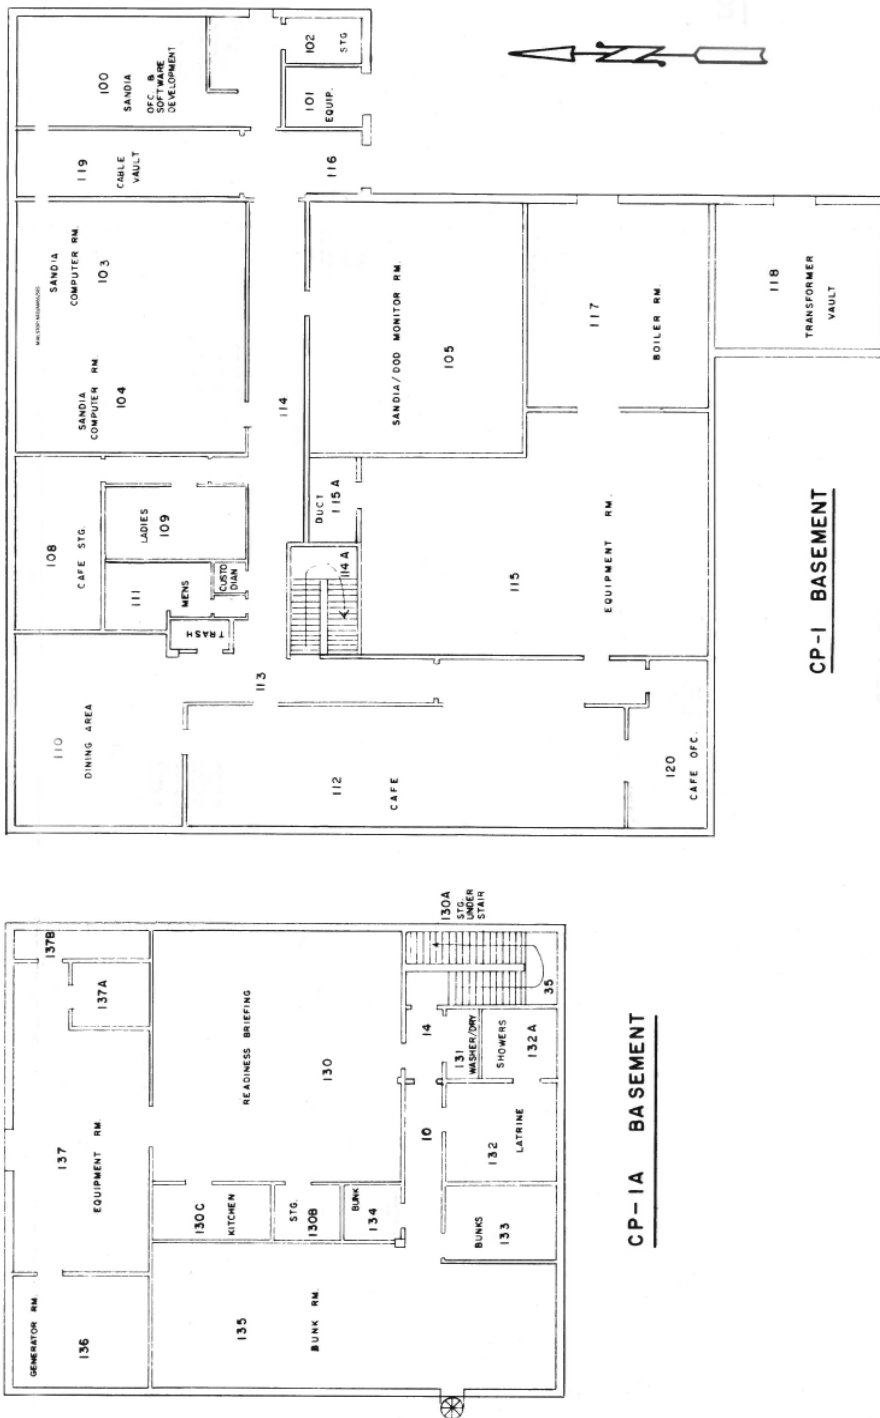 100
SANDIA
OFC. &
SOFTWARE
DEVELOPMENT
102
STG
101
EQUIP.
119
CABLE
VAULT
116
SANDIA
COMPUTER RM.
103
SANDIA
COMPUTER RM.
104
114
SANDIA/DOD MONITOR RM.
105
117
BOILER RM.
118
TRANSFORMER
VAULT
108
CAFE STG.
LADIES
109
111
MENS
CUSTO
DIAN
TRASH
DUCT
115A
114A
115
EQUIPMENT RM.
113
110
DINING AREA
112
CAFE
120
CAFE OFC.
CP-1 BASEMENT
137B
137A
137
EQUIPMENT RM.
GENERATOR RM.
136
READINESS BRIEFING
130
130A
STG.
UNDER
STAIR
35
14
131
WASHER/DRY
SHOWERS
132A
10
132
LATRINE
130C
KITCHEN
STG.
130B
BUNK
134
BUNKS
133
135
BUNK RM.
CP-1A BASEMENT